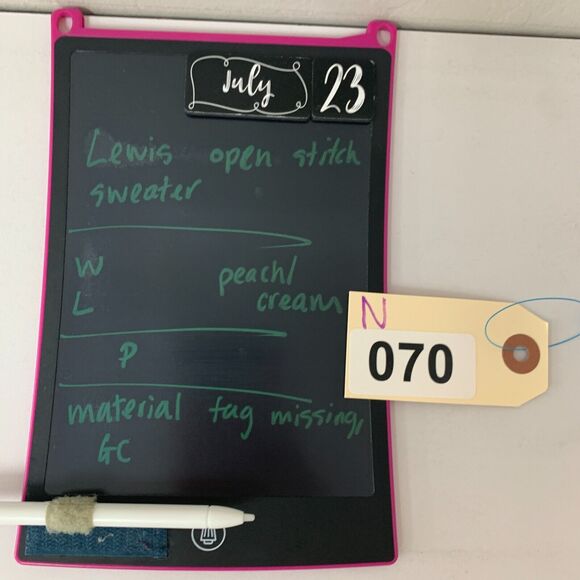 July 23
Lewis open stitch
sweater
W peach/
L cream
P
material tag missing,
GC
N
070